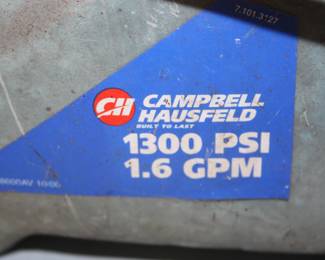 7.101.3127
CH CAMPBELL
HAUSFELD
BUILT TO LAST
1300 PSI
1.6 GPM